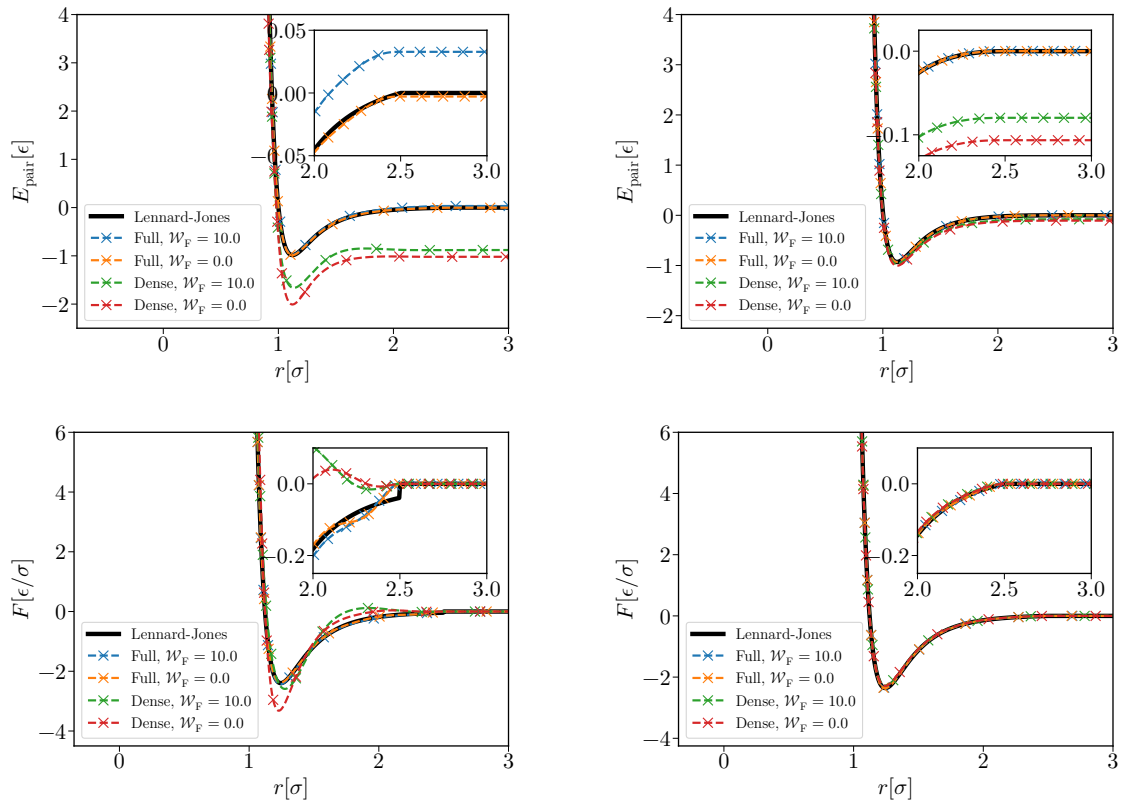 4
3
2
1
0
−1
−2
E_pair[ϵ]
0.05
0.00
−0.05
2.0
2.5
3.0
Lennard-Jones
Full, 𝒲_F = 10.0
Full, 𝒲_F = 0.0
Dense, 𝒲_F = 10.0
Dense, 𝒲_F = 0.0
0
1
2
3
r[σ]
4
3
2
1
0
−1
−2
E_pair[ϵ]
0.0
−0.1
2.0
2.5
3.0
Lennard-Jones
Full, 𝒲_F = 10.0
Full, 𝒲_F = 0.0
Dense, 𝒲_F = 10.0
Dense, 𝒲_F = 0.0
0
1
2
3
r[σ]
6
4
2
0
−2
−4
F[ϵ/σ]
0.0
−0.2
2.0
2.5
3.0
Lennard-Jones
Full, 𝒲_F = 10.0
Full, 𝒲_F = 0.0
Dense, 𝒲_F = 10.0
Dense, 𝒲_F = 0.0
0
1
2
3
r[σ]
6
4
2
0
−2
−4
F[ϵ/σ]
0.0
−0.2
2.0
2.5
3.0
Lennard-Jones
Full, 𝒲_F = 10.0
Full, 𝒲_F = 0.0
Dense, 𝒲_F = 10.0
Dense, 𝒲_F = 0.0
0
1
2
3
r[σ]